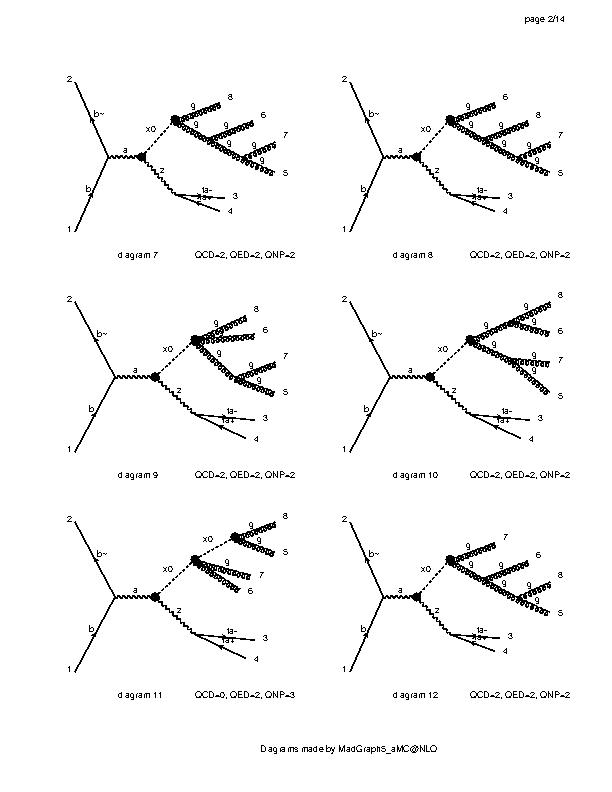 page 2/14
2
b~
b
1
a
x0
z
g
g
g
g
g
8
6
7
5
ta-
ta+
3
4
diagram 7 QCD=2, QED=2, QNP=2
2
b~
b
1
a
x0
z
g
g
g
g
g
6
8
7
5
ta-
ta+
3
4
diagram 8 QCD=2, QED=2, QNP=2
2
b~
b
1
a
x0
z
g
g
g
g
g
8
6
7
5
ta-
ta+
3
4
diagram 9 QCD=2, QED=2, QNP=2
2
b~
b
1
a
x0
z
g
g
g
g
g
g
8
6
7
5
ta-
ta+
3
4
diagram 10 QCD=2, QED=2, QNP=2
2
b~
b
1
a
x0
x0
z
g
g
g
g
8
5
7
6
ta-
ta+
3
4
diagram 11 QCD=0, QED=2, QNP=3
2
b~
b
1
a
x0
z
g
g
g
g
g
g
7
6
8
5
ta-
ta+
3
4
diagram 12 QCD=2, QED=2, QNP=2
Diagrams made by MadGraph5_aMC@NLO